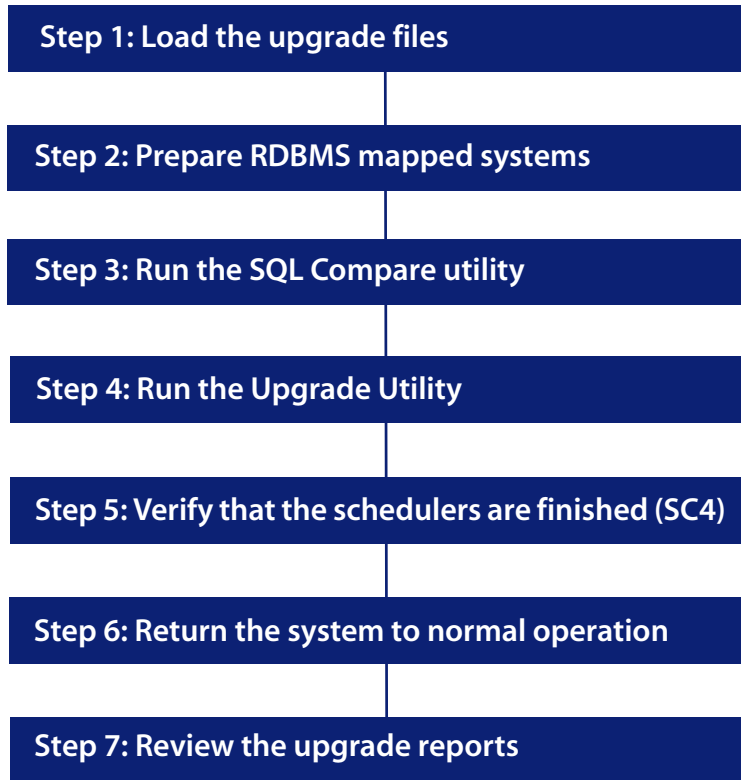 Step 1: Load the upgrade files
Step 2: Prepare RDBMS mapped systems
Step 3: Run the SQL Compare utility
Step 4: Run the Upgrade Utility
Step 5: Verify that the schedulers are finished (SC4)
Step 6: Return the system to normal operation
Step 7: Review the upgrade reports